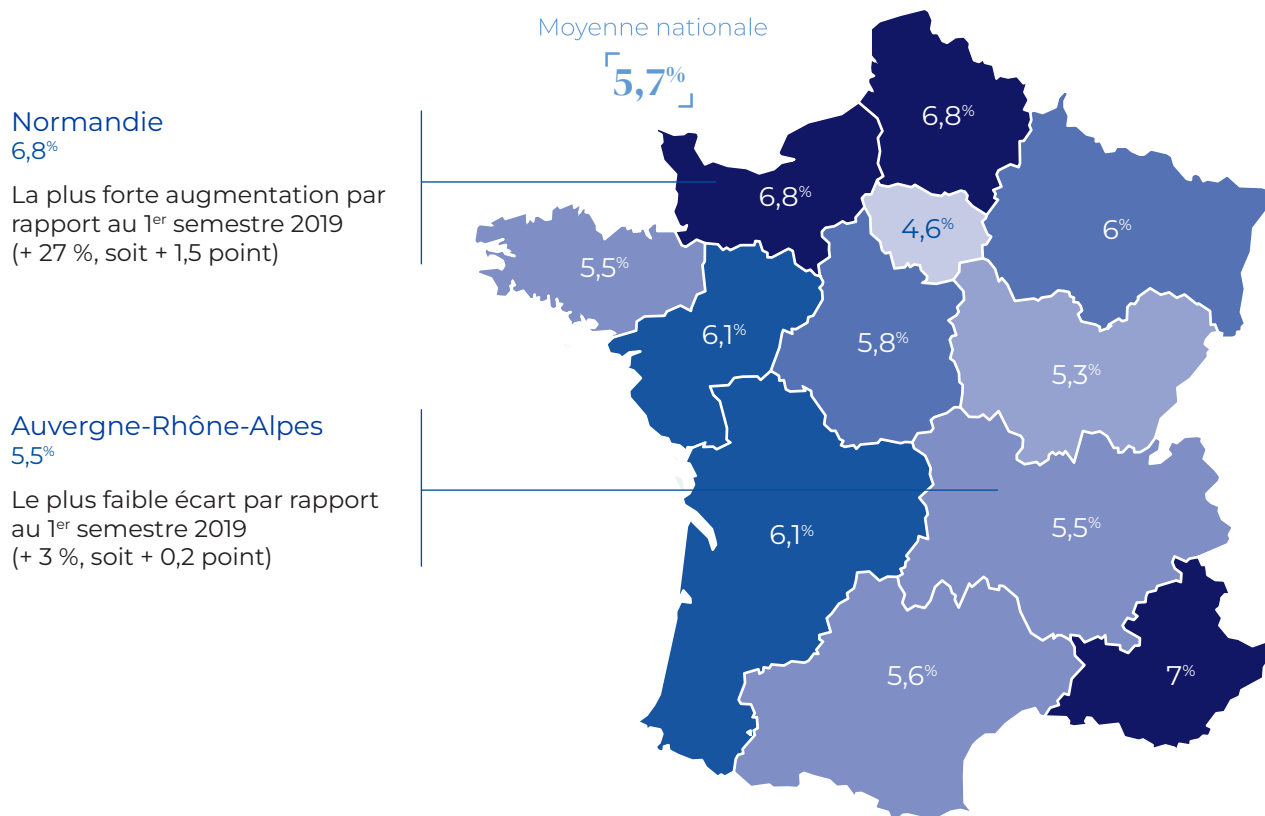 Moyenne nationale
5,7%
Normandie
6,8%
La plus forte augmentation par
rapport au 1er semestre 2019
(+ 27 %, soit + 1,5 point)
Auvergne-Rhône-Alpes
5,5%
Le plus faible écart par rapport
au 1er semestre 2019
(+ 3 %, soit + 0,2 point)
6,8%
6,8%
4,6%
6%
5,5%
6,1%
5,8%
5,3%
6,1%
5,5%
5,6%
7%